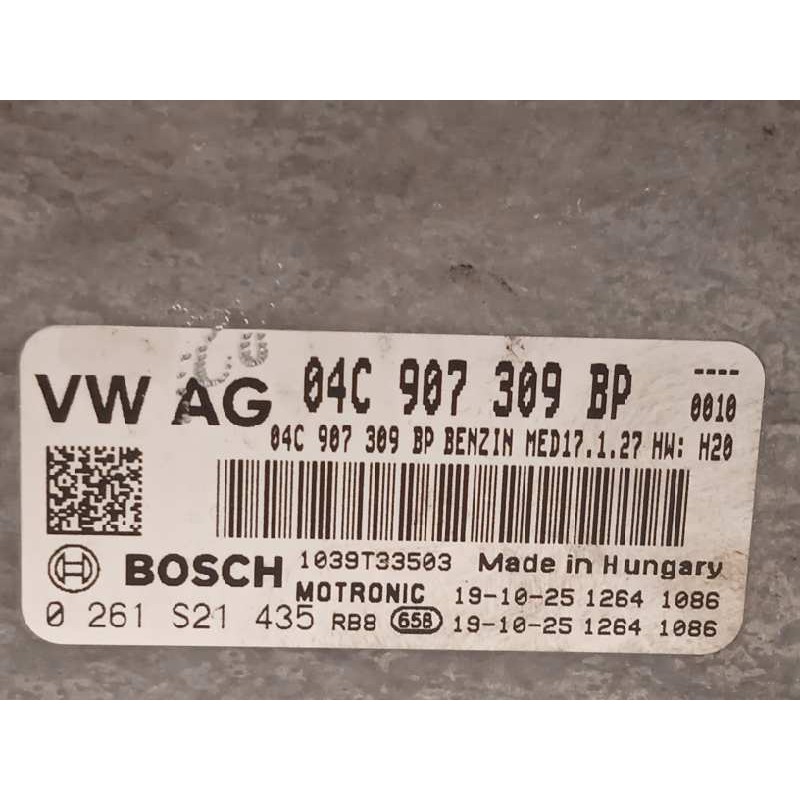 VW AG 04C 907 309 BP ----
0010
04C 907 309 BP BENZIN MED17.1.27 HW: H20
BOSCH 1039T33503 Made in Hungary
MOTRONIC 19-10-25 1264 1086
0 261 S21 435 RB8 658 19-10-25 1264 1086